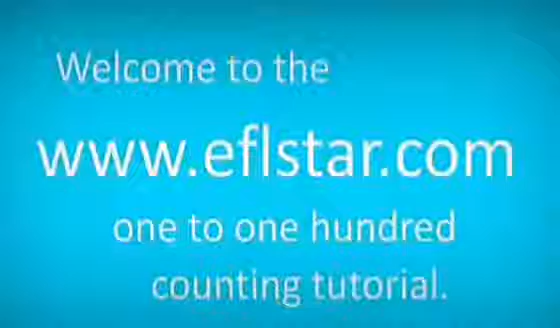 Welcome to the
www.eflstar.com
one to one hundred
counting tutorial.